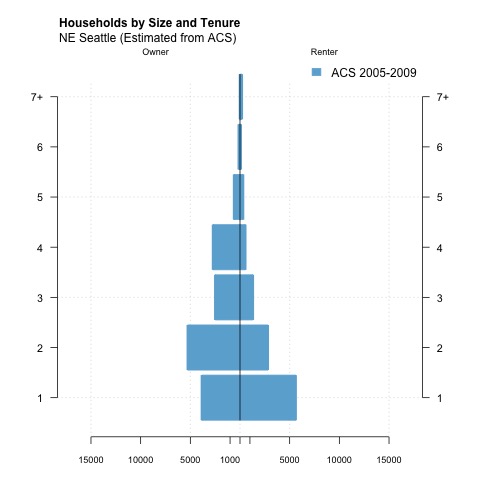 Households by Size and Tenure
NE Seattle (Estimated from ACS)
Owner Renter
ACS 2005-2009
7+ 7+
6 6
5 5
4 4
3 3
2 2
1 1
15000 10000 5000 1000 5000 10000 15000